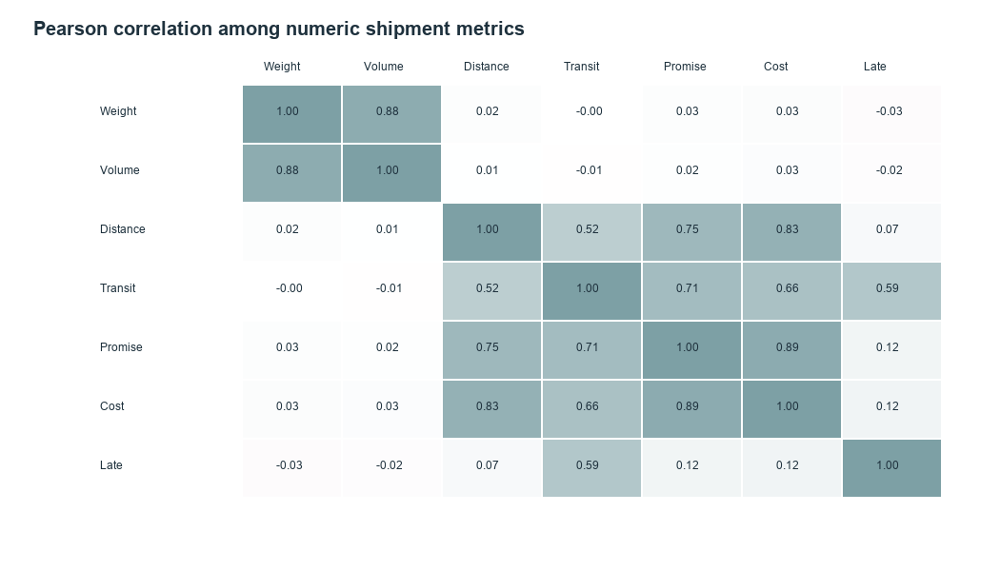 Pearson correlation among numeric shipment metrics
Weight Volume Distance Transit Promise Cost Late
Weight 1.00 0.88 0.02 -0.00 0.03 0.03 -0.03
Volume 0.88 1.00 0.01 -0.01 0.02 0.03 -0.02
Distance 0.02 0.01 1.00 0.52 0.75 0.83 0.07
Transit -0.00 -0.01 0.52 1.00 0.71 0.66 0.59
Promise 0.03 0.02 0.75 0.71 1.00 0.89 0.12
Cost 0.03 0.03 0.83 0.66 0.89 1.00 0.12
Late -0.03 -0.02 0.07 0.59 0.12 0.12 1.00